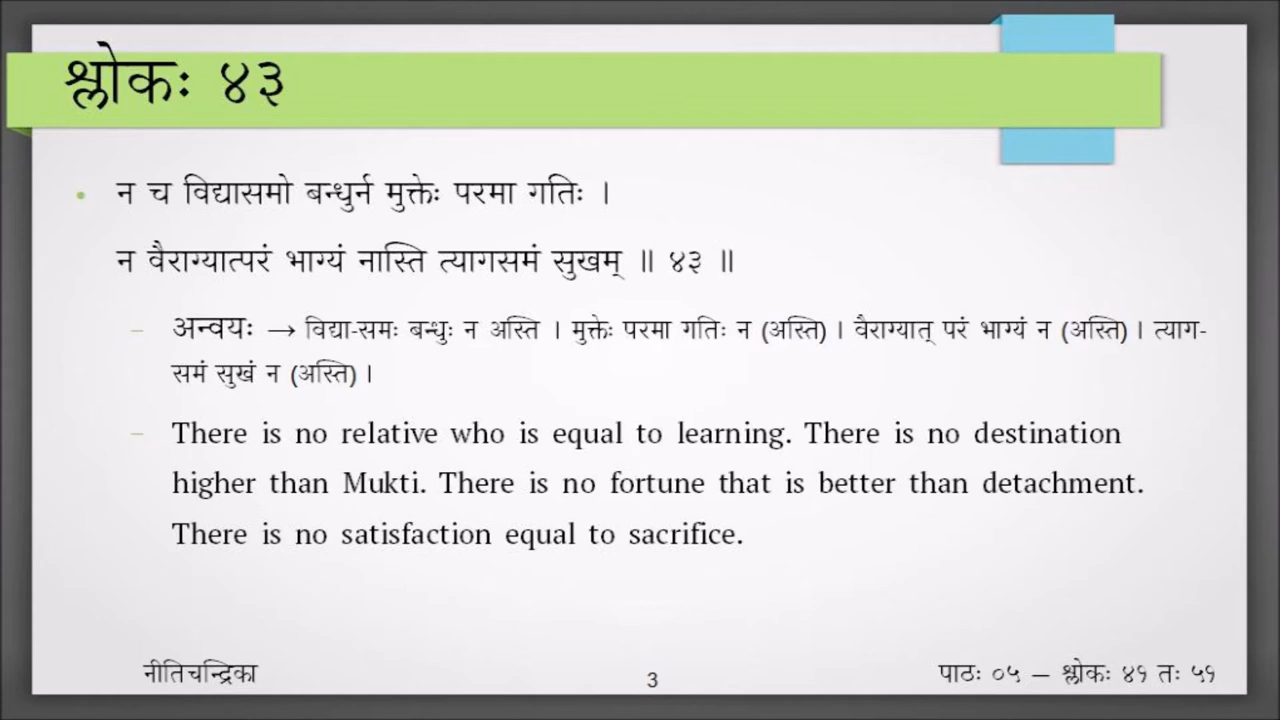 श्लोकः ४३
• न च विद्यासमो बन्धुर्न मुक्तेः परमा गतिः ।
न वैराग्यात्परं भाग्यं नास्ति त्यागसमं सुखम् ॥ ४३ ॥
– अन्वयः → विद्या-समः बन्धुः न अस्ति । मुक्तेः परमा गतिः न (अस्ति) । वैराग्यात् परं भाग्यं न (अस्ति) । त्याग-
समं सुखं न (अस्ति) ।
– There is no relative who is equal to learning. There is no destination
higher than Mukti. There is no fortune that is better than detachment.
There is no satisfaction equal to sacrifice.
नीतिचन्द्रिका
3
पाठः ०५ – श्लोकः ४१ तः ५१